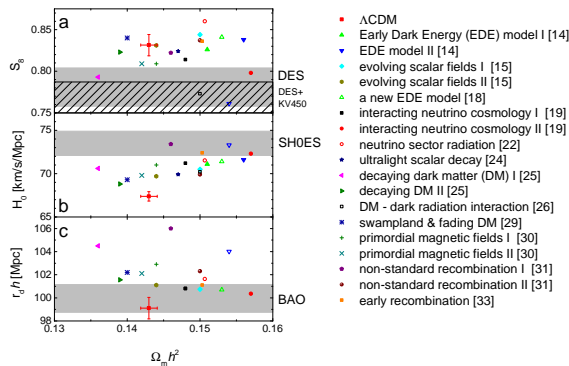 a
0.85
S8
0.80
DES
DES+
KV450
0.75
75
SH0ES
H0 [km/s/Mpc]
70
b
65
106
c
104
rd h [Mpc]
102
100
BAO
98
0.13 0.14 0.15 0.16
Ωm h²
ΛCDM
Early Dark Energy (EDE) model I [14]
EDE model II [14]
evolving scalar fields I [15]
evolving scalar fields II [15]
a new EDE model [18]
interacting neutrino cosmology I [19]
interacting neutrino cosmology II [19]
neutrino sector radiation [22]
ultralight scalar decay [24]
decaying dark matter (DM) I [25]
decaying DM II [25]
DM - dark radiation interaction [26]
swampland & fading DM [29]
primordial magnetic fields I [30]
primordial magnetic fields II [30]
non-standard recombination I [31]
non-standard recombination II [31]
early recombination [33]